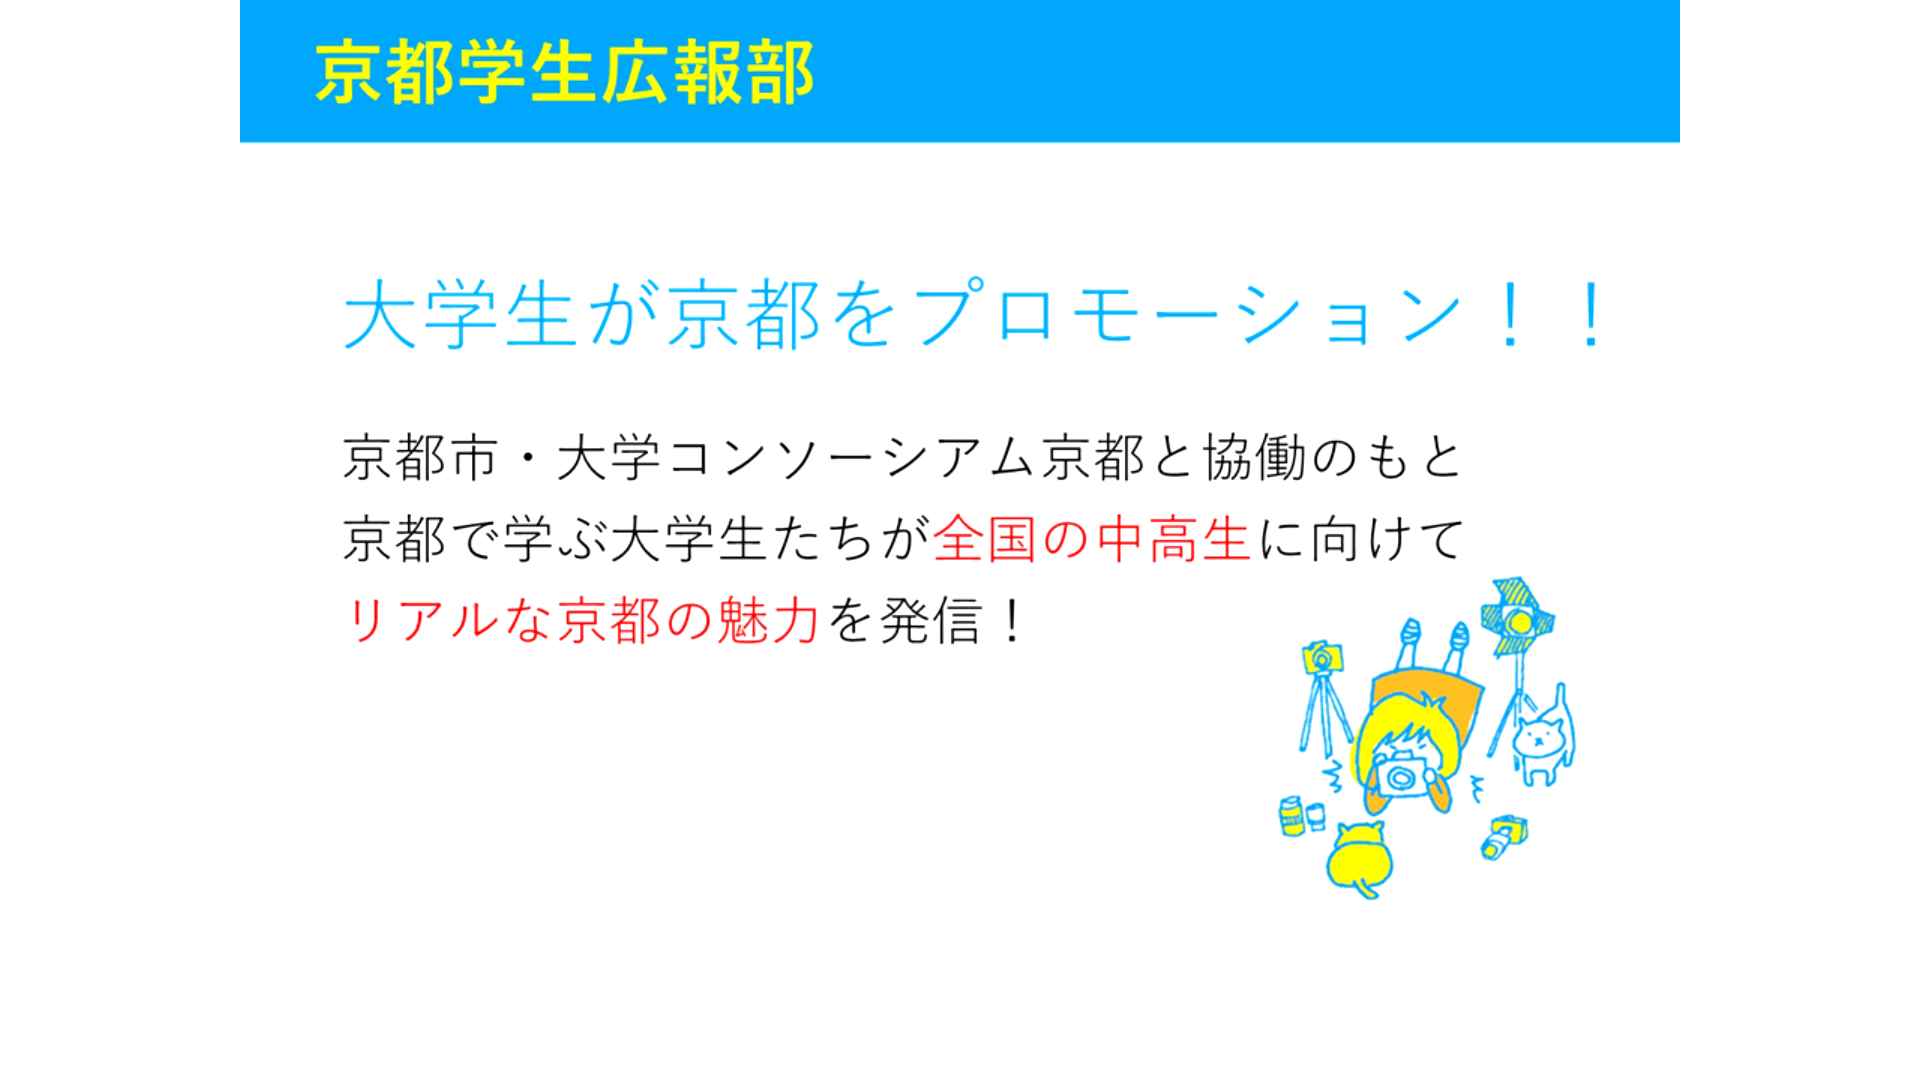 京都学生広報部
大学生が京都をプロモーション！！
京都市・大学コンソーシアム京都と協働のもと
京都で学ぶ大学生たちが全国の中高生に向けて
リアルな京都の魅力を発信！